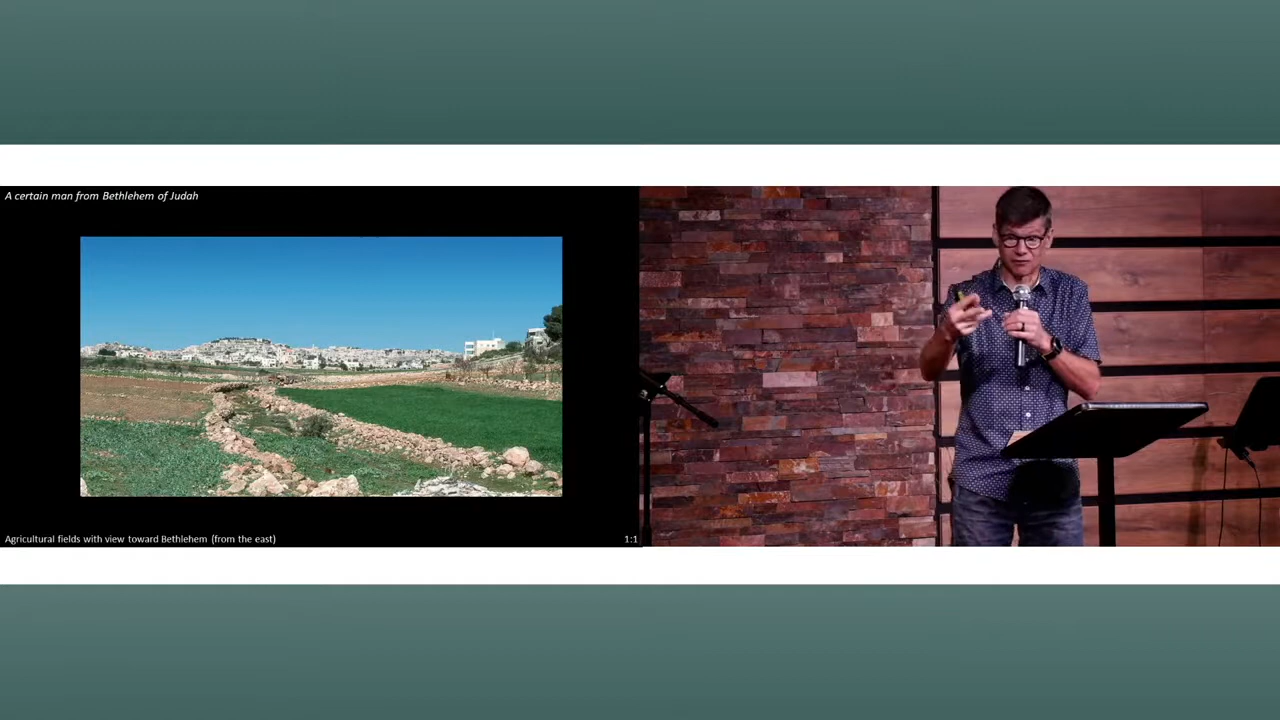 A certain man from Bethlehem of Judah
Agricultural fields with view toward Bethlehem (from the east)
1:1